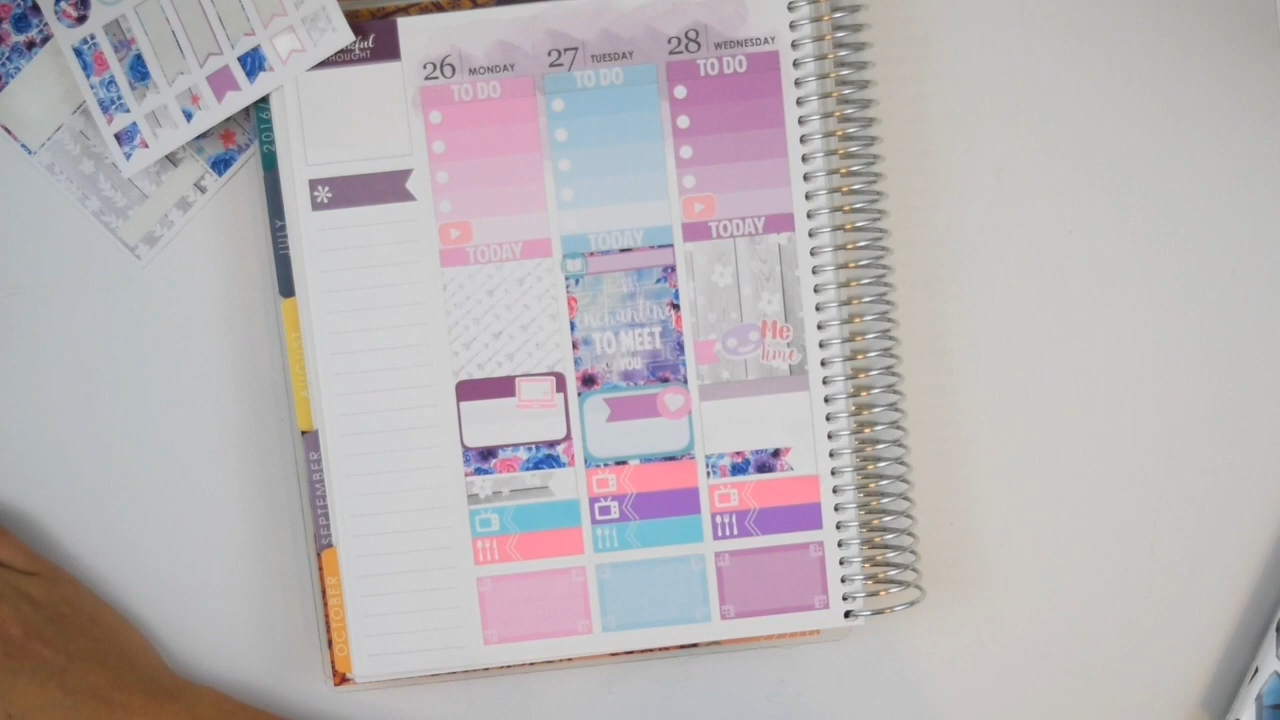 THOUGHT
26 MONDAY
27 TUESDAY
28 WEDNESDAY
TO DO
TO DO
TO DO
TODAY
TODAY
TODAY
enchanting
TO MEET
YOU
Me
time
2016
JULY
AUGUST
SEPTEMBER
OCTOBER